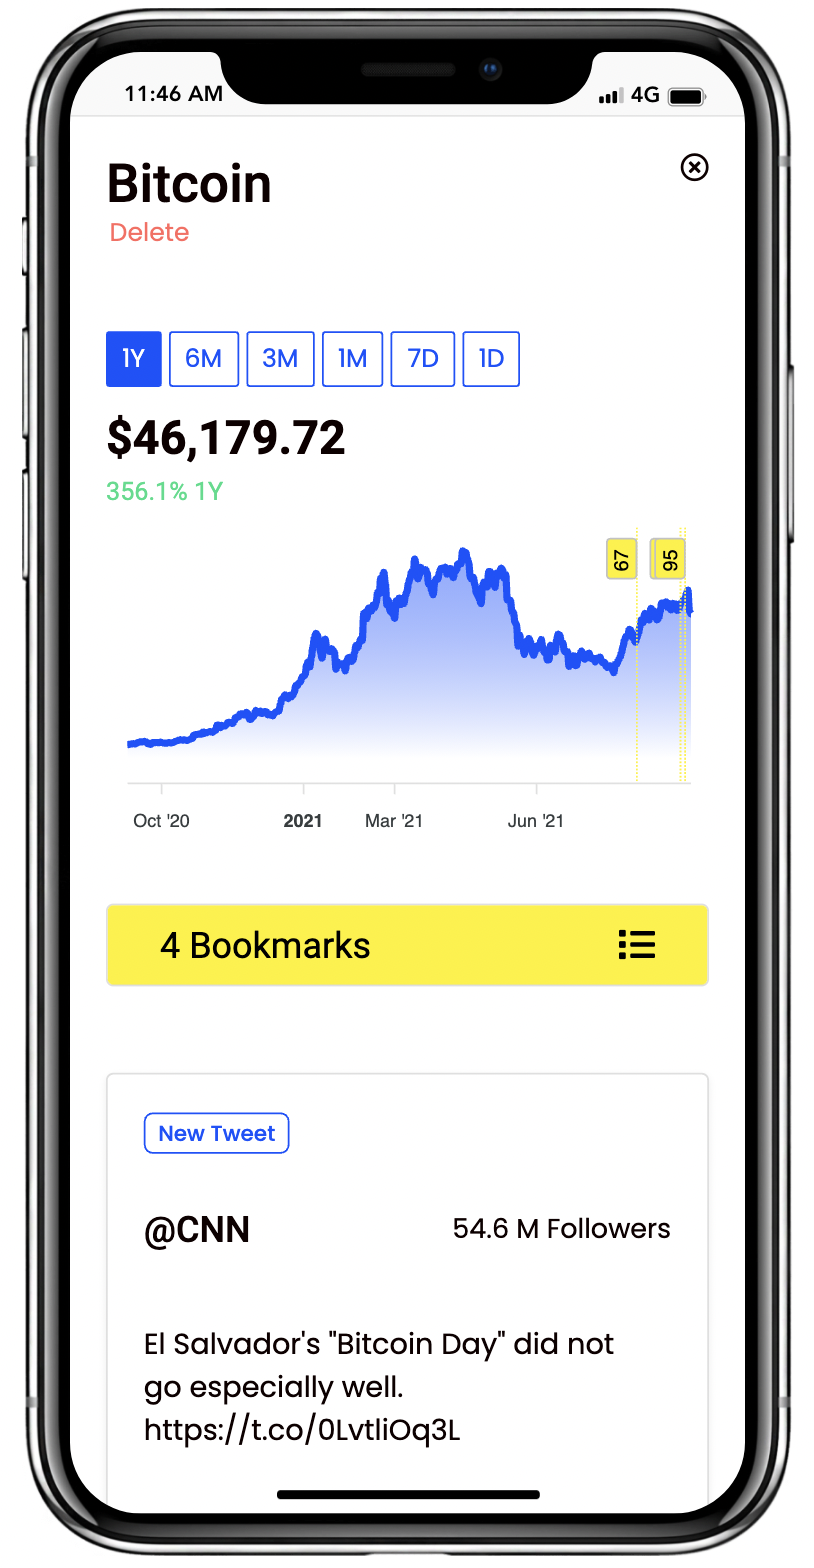 11:46 AM 4G
Bitcoin
Delete
1Y 6M 3M 1M 7D 1D
$46,179.72
356.1% 1Y
67 95
Oct '20 2021 Mar '21 Jun '21
4 Bookmarks
New Tweet
@CNN 54.6 M Followers
El Salvador's "Bitcoin Day" did not
go especially well.
https://t.co/0LvtliOq3L